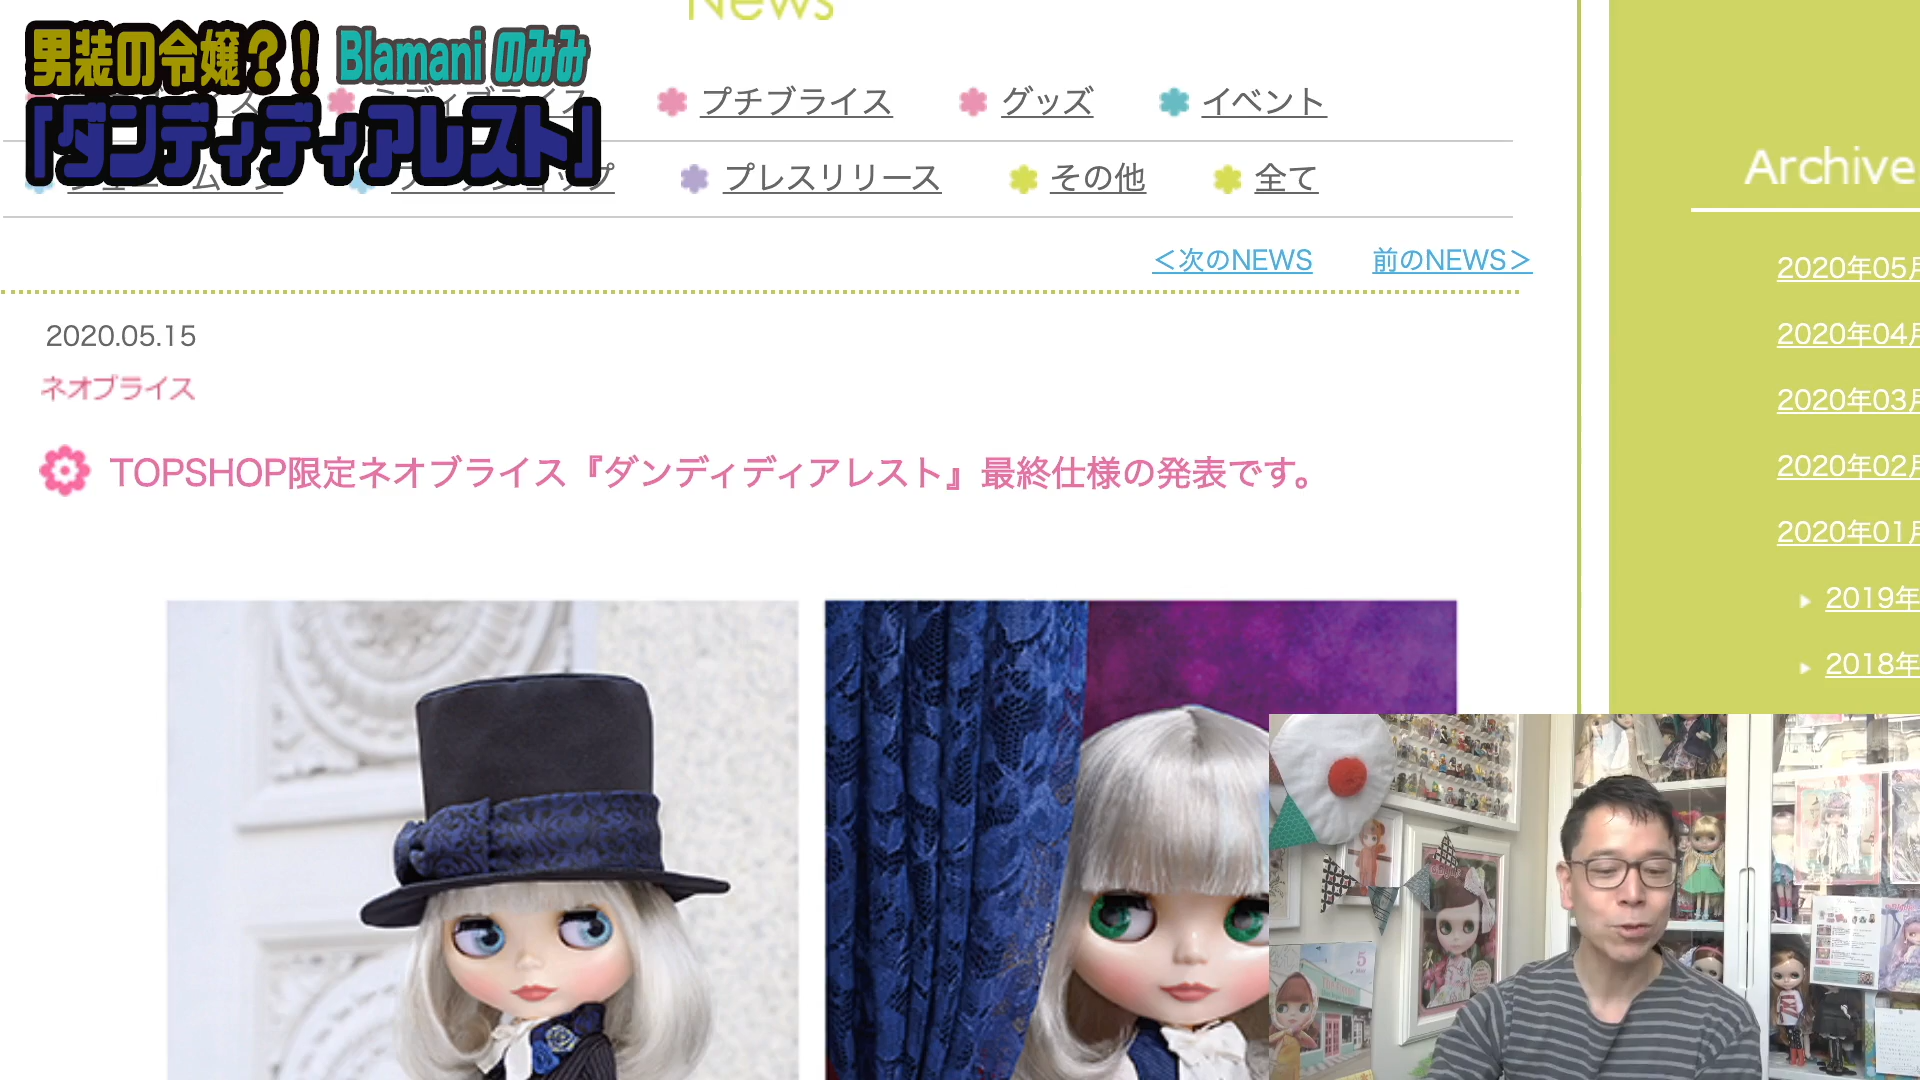 News
男装の令嬢?! Blamani のみみ
「ダンディディアレスト」
プチブライス
グッズ
イベント
プレスリリース
その他
全て
Archive
＜次のNEWS
前のNEWS＞
2020.05.15
ネオブライス
TOPSHOP限定ネオブライス『ダンディディアレスト』最終仕様の発表です。
2020年05月
2020年04月
2020年03月
2020年02月
2020年01月
2019年
2018年